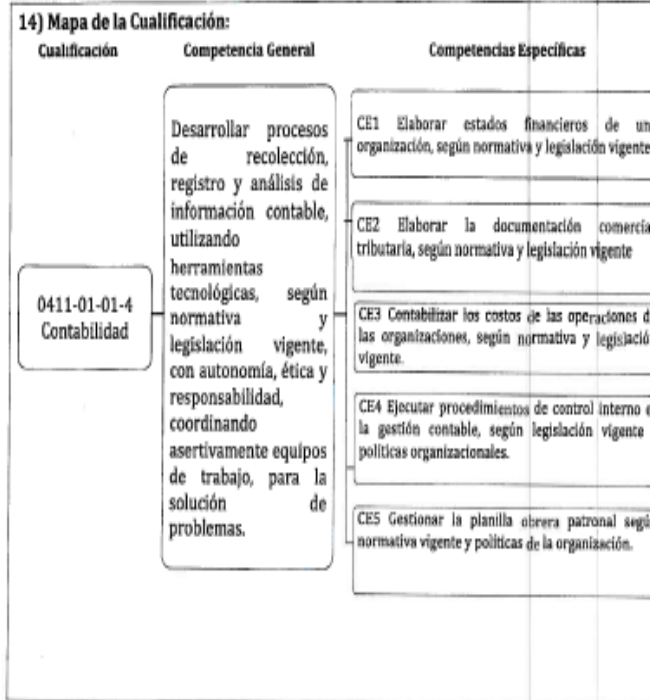 14) Mapa de la Cualificación:
Cualificación Competencia General Competencias Específicas
0411-01-01-4
Contabilidad
Desarrollar procesos
de recolección,
registro y análisis de
información contable,
utilizando
herramientas
tecnológicas, según
normativa y
legislación vigente,
con autonomía, ética y
responsabilidad,
coordinando
asertivamente equipos
de trabajo, para la
solución de
problemas.
CE1 Elaborar estados financieros de un
organización, según normativa y legislación vigente
CE2 Elaborar la documentación comercia
tributaria, según normativa y legislación vigente
CE3 Contabilizar los costos de las operaciones d
las organizaciones, según normativa y legislació
vigente.
CE4 Ejecutar procedimientos de control interno e
la gestión contable, según legislación vigente
políticas organizacionales.
CE5 Gestionar la planilla obrera patronal segú
normativa vigente y políticas de la organización.